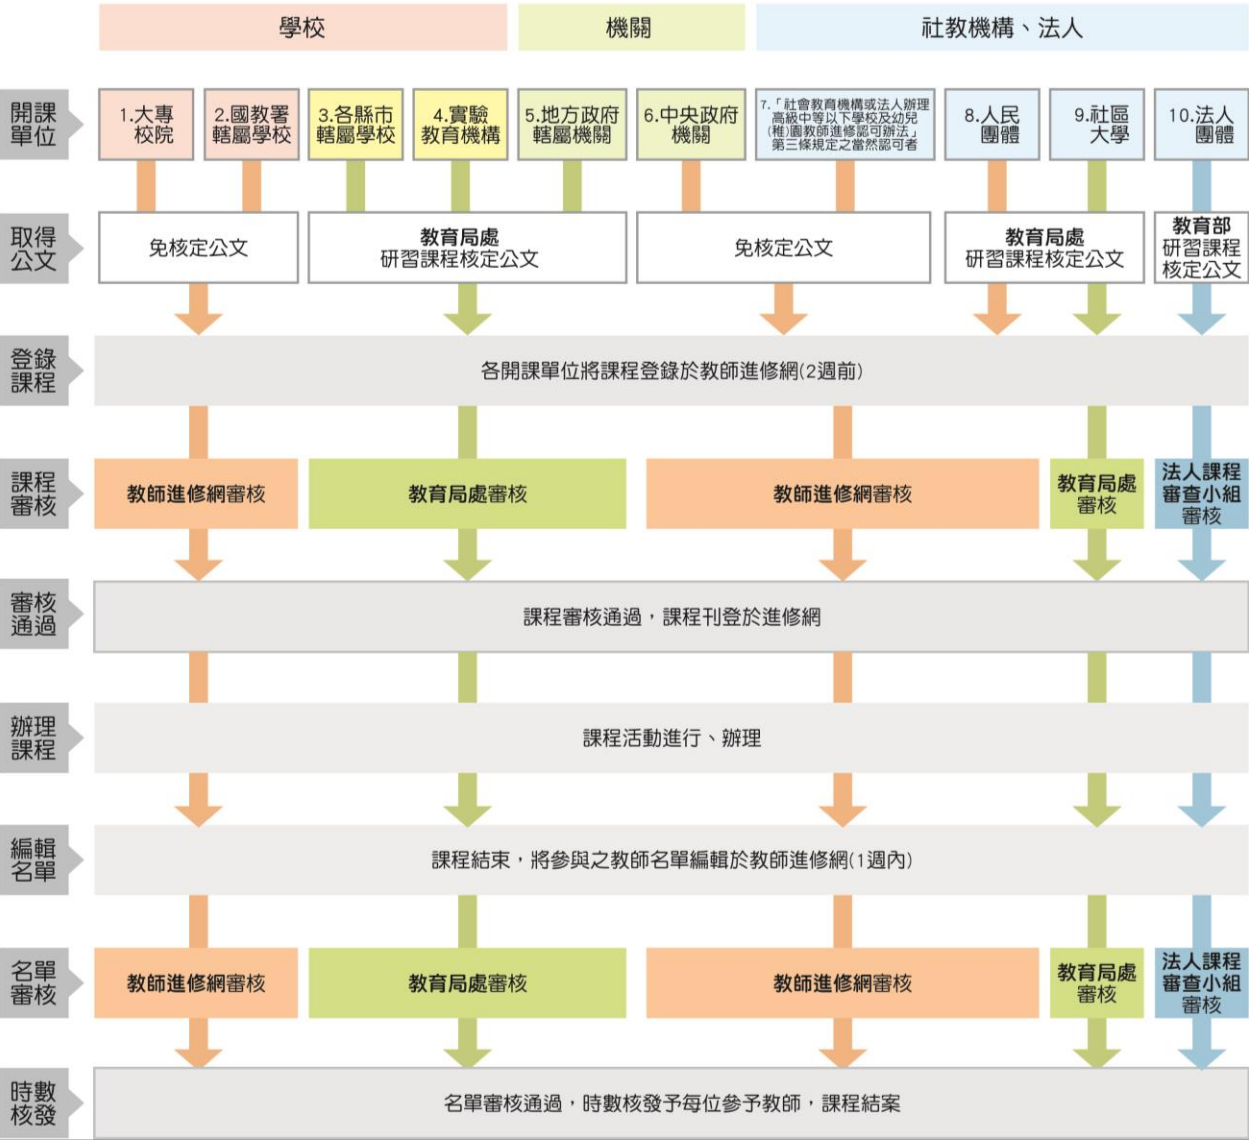 學校
機關
社教機構、法人
開課
單位
1.大專
校院
2.國教署
轄屬學校
3.各縣市
轄屬學校
4.實驗
教育機構
5.地方政府
轄屬機關
6.中央政府
機關
7.「社會教育機構或法人辦理
高級中等以下學校及幼兒
(稚)園教師進修認可辦法」
第三條規定之當然認可者
8.人民
團體
9.社區
大學
10.法人
團體
取得
公文
免核定公文
教育局處
研習課程核定公文
免核定公文
教育局處
研習課程核定公文
教育部
研習課程
核定公文
登錄
課程
各開課單位將課程登錄於教師進修網(2週前)
課程
審核
教師進修網審核
教育局處審核
教師進修網審核
教育局處
審核
法人課程
審查小組
審核
審核
通過
課程審核通過,課程刊登於進修網
辦理
課程
課程活動進行、辦理
編輯
名單
課程結束,將參與之教師名單編輯於教師進修網(1週內)
名單
審核
教師進修網審核
教育局處審核
教師進修網審核
教育局處
審核
法人課程
審查小組
審核
時數
核發
名單審核通過,時數核發予每位參予教師,課程結案